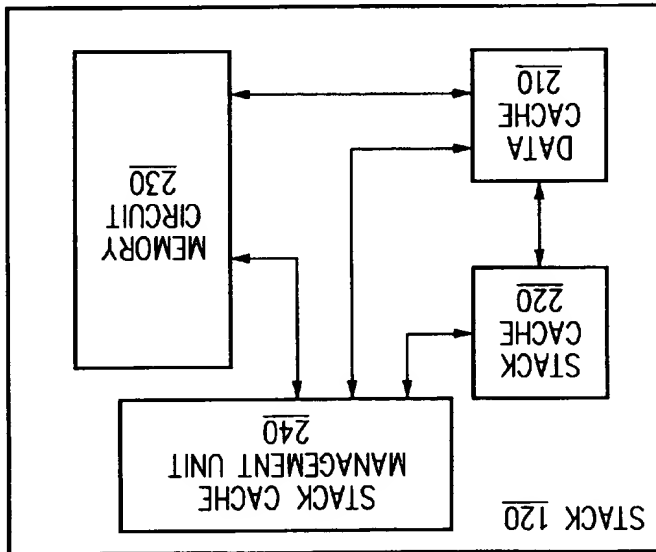 STACK 120
STACK CACHE
MANAGEMENT UNIT
240
STACK
CACHE
220
MEMORY
CIRCUIT
230
DATA
CACHE
210